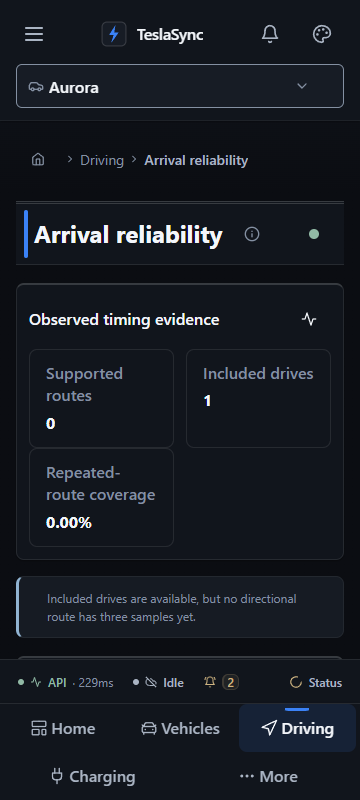 TeslaSync
Aurora
Driving
Arrival reliability
Arrival reliability
Observed timing evidence
Supported
routes
0
Included drives
1
Repeated-
route coverage
0.00%
Included drives are available, but no directional
route has three samples yet.
API · 229ms
Idle
2
Status
Home
Vehicles
Driving
Charging
More